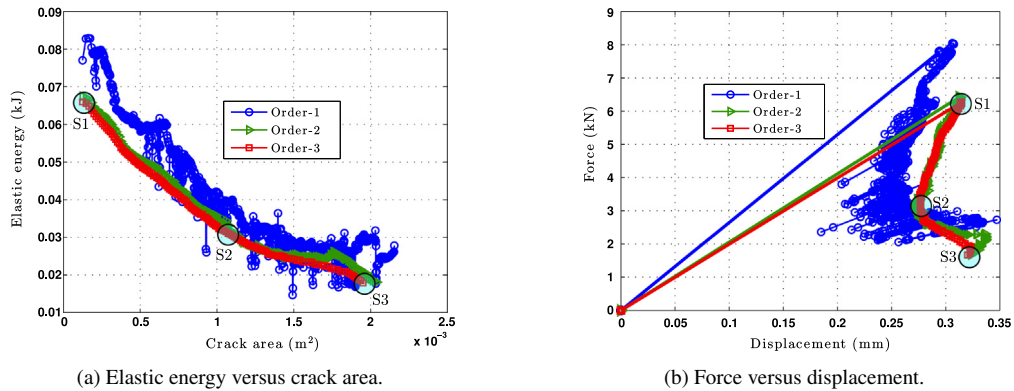 0.09
0.08
0.07
0.06
0.05
0.04
0.03
0.02
0.01
Elastic energy (kJ)
0
0.5
1
1.5
2
2.5
x 10⁻³
Crack area (m²)
Order-1
Order-2
Order-3
S1
S2
S3
(a) Elastic energy versus crack area.
9
8
7
6
5
4
3
2
1
0
Force (kN)
0
0.05
0.10
0.15
0.20
0.25
0.30
0.35
Displacement (mm)
Order-1
Order-2
Order-3
S1
S2
S3
(b) Force versus displacement.